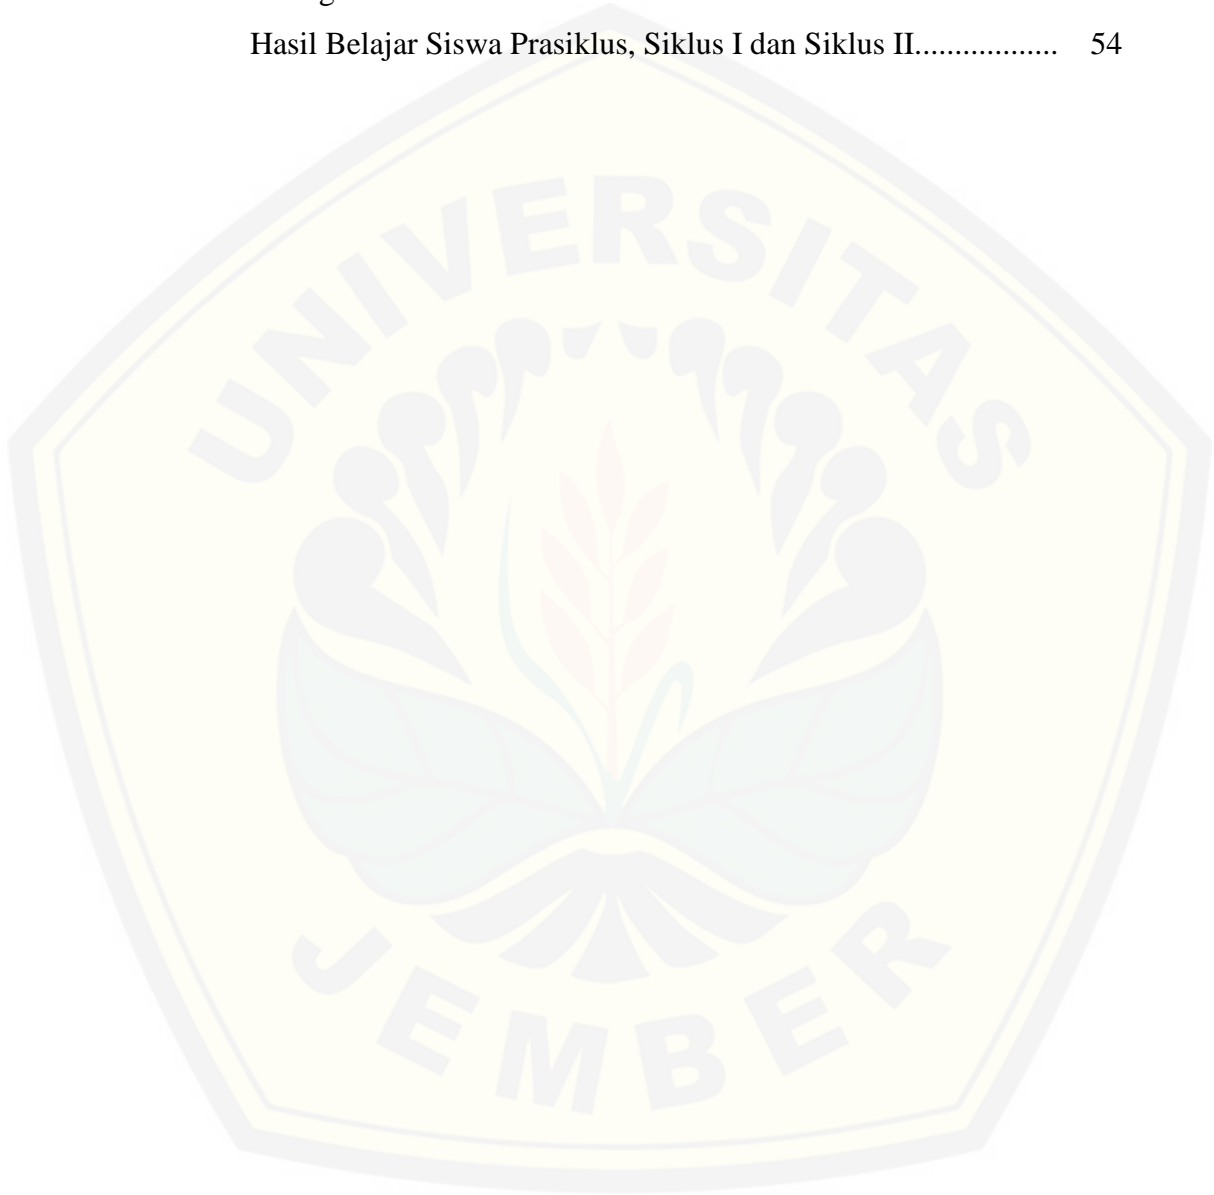 Hasil Belajar Siswa Prasiklus, Siklus I dan Siklus II.................. 54
UNIVERSITAS
JEMBER